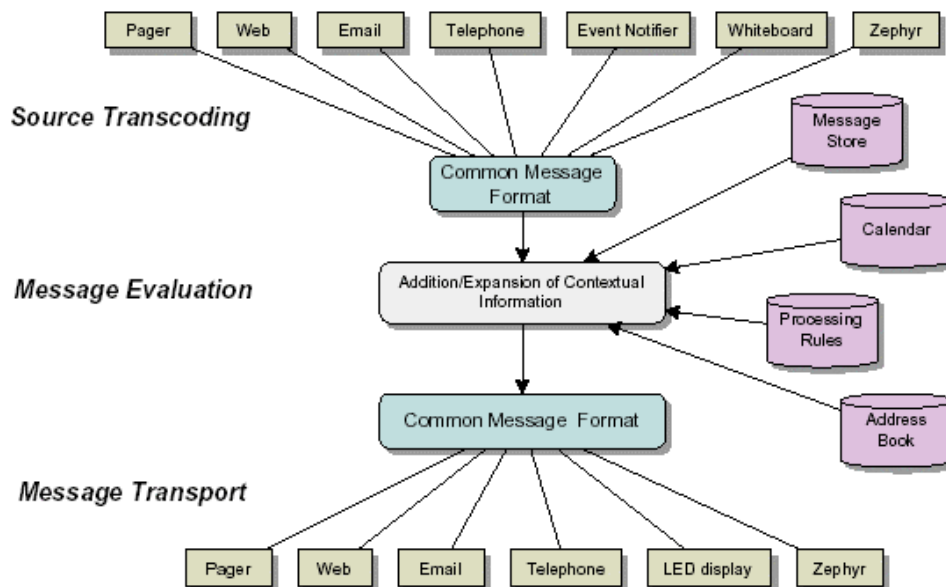 Pager
Web
Email
Telephone
Event Notifier
Whiteboard
Zephyr
Source Transcoding
Message
Store
Common Message
Format
Calendar
Addition/Expansion of Contextual
Information
Message Evaluation
Processing
Rules
Common Message Format
Address
Book
Message Transport
Pager
Web
Email
Telephone
LED display
Zephyr